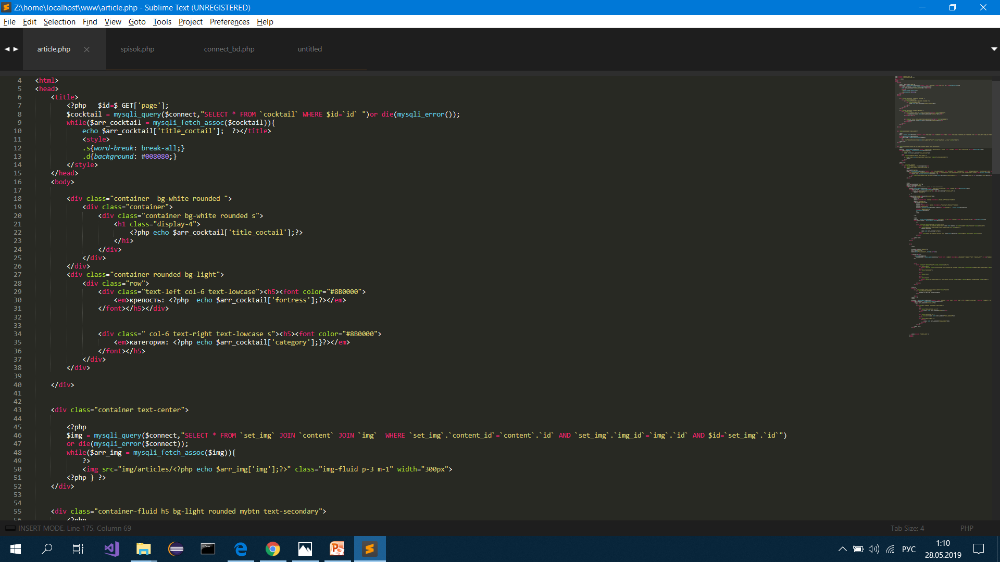 Z:\home\localhost\www\article.php - Sublime Text (UNREGISTERED)
File Edit Selection Find View Goto Tools Project Preferences Help
article.php spisok.php connect_bd.php untitled
4 <html>
5 <head>
6 <title>
7 <?php   $id=$_GET['page'];
8 $cocktail = mysqli_query($connect,"SELECT * FROM `cocktail` WHERE $id=`id` ")or die(mysqli_error());
9 while($arr_cocktail = mysqli_fetch_assoc($cocktail)){
10 echo $arr_cocktail['title_coctail'];  ?></title>
11 <style>
12 .s{word-break: break-all;}
13 .d{background: #008080;}
14 </style>
15 </head>
16 <body>
17
18 <div class="container  bg-white rounded ">
19 <div class="container">
20 <div class="container bg-white rounded s">
21 <h1 class="display-4">
22 <?php echo $arr_cocktail['title_coctail'];?>
23 </h1>
24 </div>
25 </div>
26 </div>
27 <div class="container rounded bg-light">
28 <div class="row">
29 <div class="text-left col-6 text-lowcase"><h5><font color="#8B0000">
30 <em>крепость: <?php  echo $arr_cocktail['fortress'];?></em>
31 </font></h5></div>
32
33
34 <div class=" col-6 text-right text-lowcase s"><h5><font color="#8B0000">
35 <em>категория: <?php echo $arr_cocktail['category'];}?></em>
36 </font></h5>
37 </div>
38 </div>
39
40 </div>
41
42
43 <div class="container text-center">
44
45 <?php
46 $img = mysqli_query($connect,"SELECT * FROM `set_img` JOIN `content` JOIN `img`  WHERE `set_img`.`content_id`=`content`.`id` AND `set_img`.`img_id`=`img`.`id` AND $id=`set_img`.`id`")
47 or die(mysqli_error($connect));
48 while($arr_img = mysqli_fetch_assoc($img)){
49 ?>
50 <img src="img/articles/<?php echo $arr_img['img'];?>" class="img-fluid p-3 m-1" width="300px">
51 <?php } ?>
52 </div>
53
54
55 <div class="container-fluid h5 bg-light rounded mybtn text-secondary">
56 <?php
INSERT MODE, Line 175, Column 69 Tab Size: 4 PHP
РУС 1:10
28.05.2019